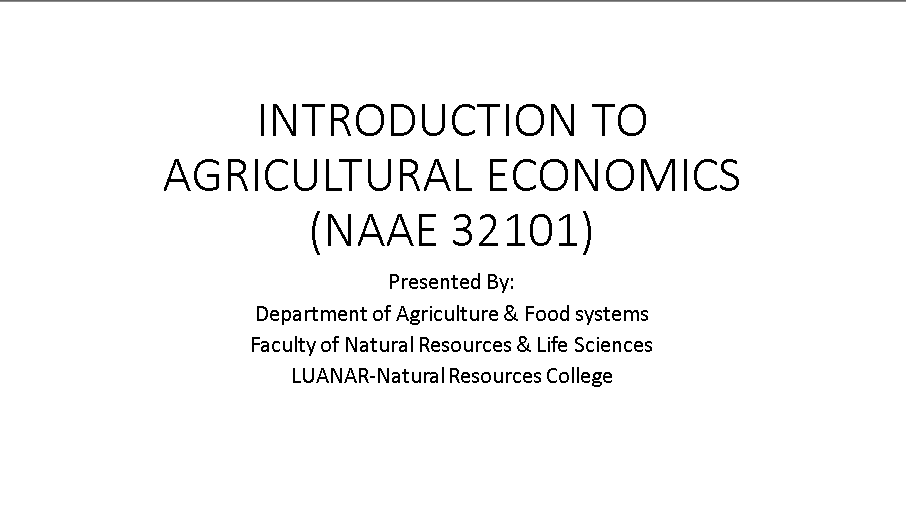 INTRODUCTION TO
AGRICULTURAL ECONOMICS
(NAAE 32101)
Presented By:
Department of Agriculture & Food systems
Faculty of Natural Resources & Life Sciences
LUANAR-Natural Resources College